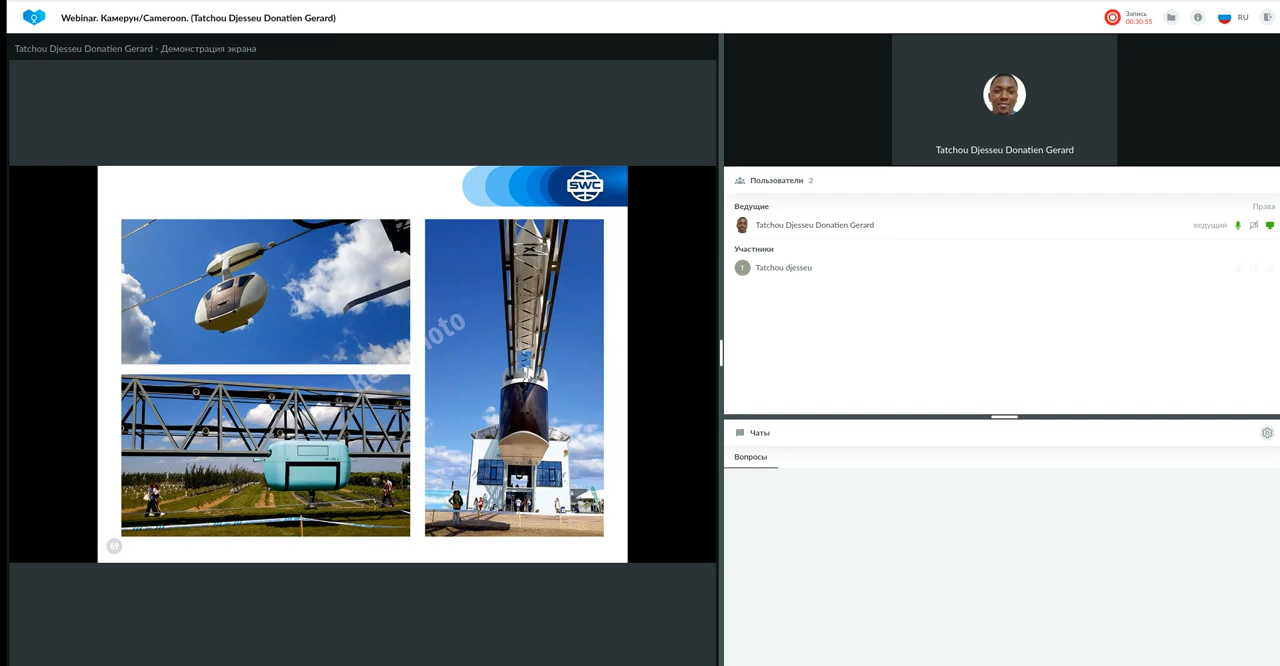 Webinar. Камерун/Cameroon. (Tatchou Djesseu Donatien Gerard)
Запись
00:30:55
RU
Tatchou Djesseu Donatien Gerard - Демонстрация экрана
SWC
69
Tatchou Djesseu Donatien Gerard
Пользователи 2
Ведущие
Права
Tatchou Djesseu Donatien Gerard
ведущий
Участники
T
Tatchou djesseu
Чаты
Вопросы